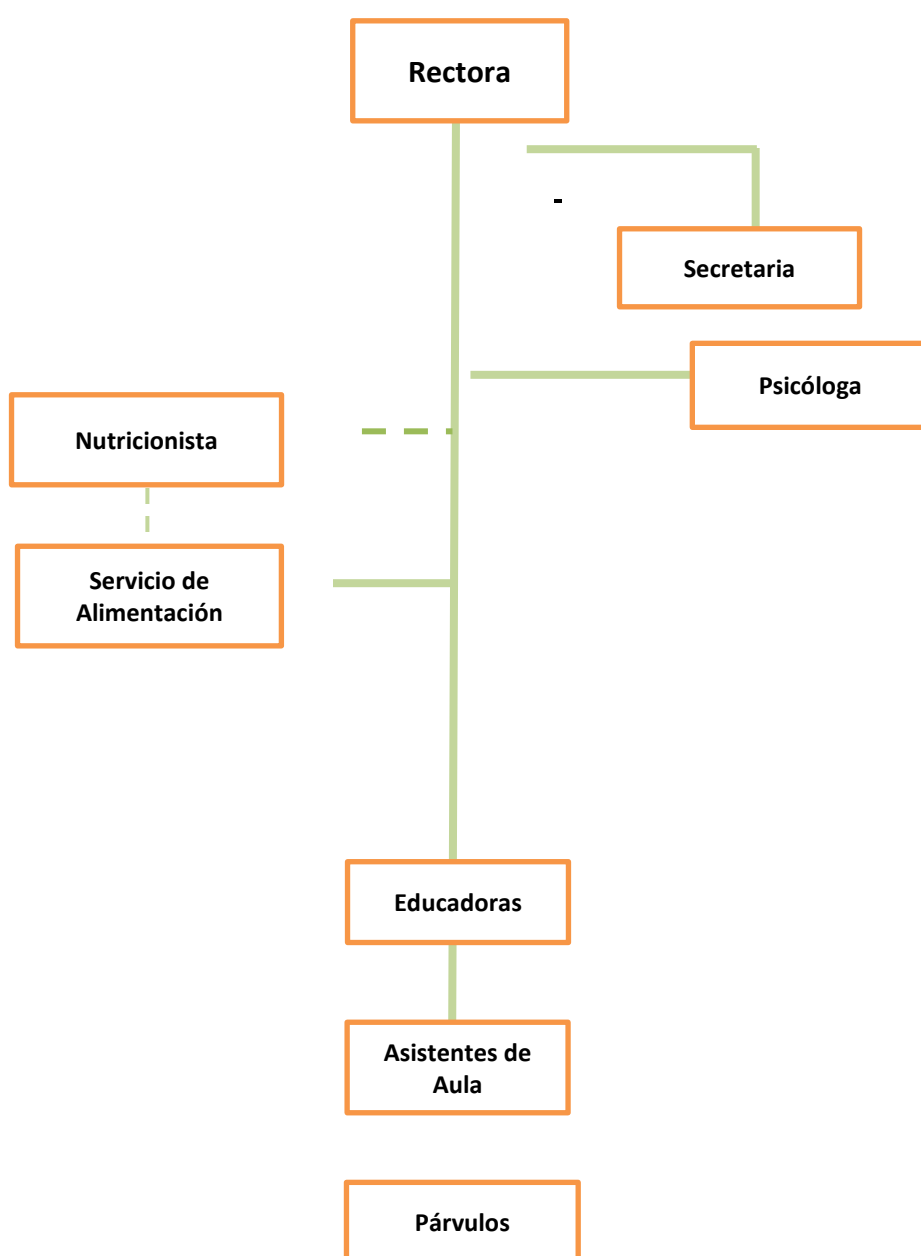 Rectora
-
Secretaria
Psicóloga
Nutricionista
Servicio de
Alimentación
Educadoras
Asistentes de
Aula
Párvulos